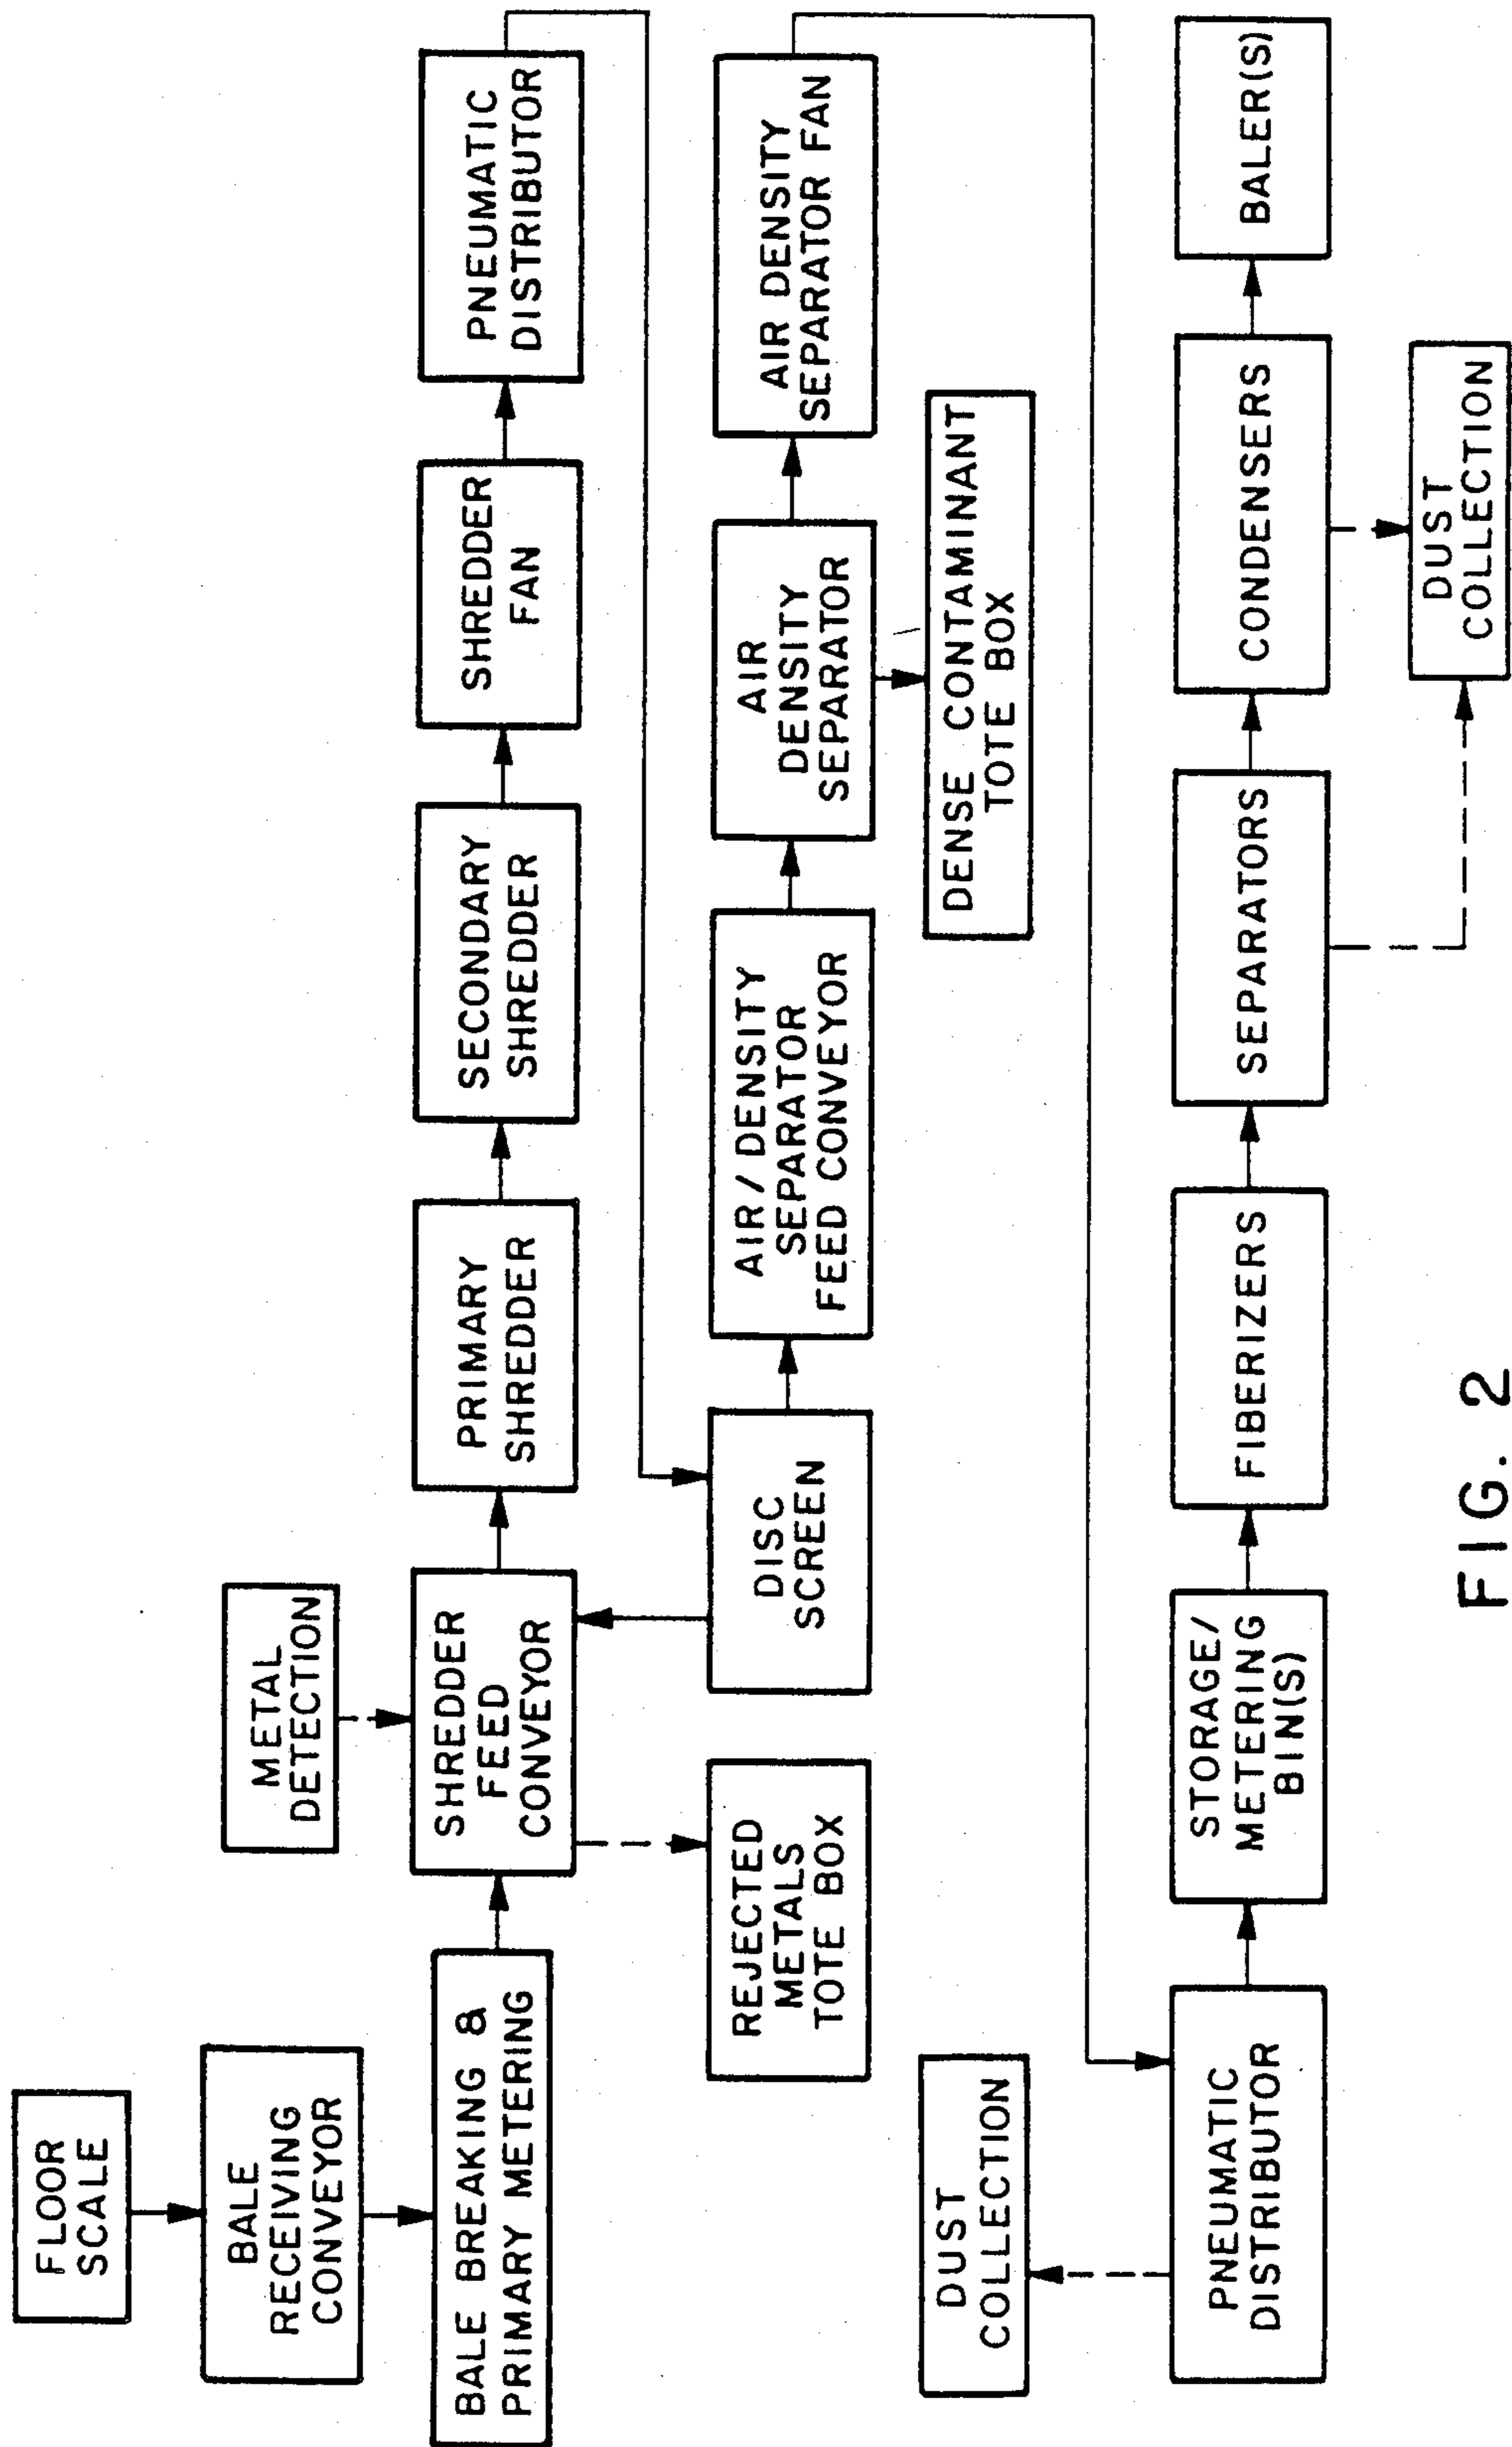 FLOOR
SCALE
BALE
RECEIVING
CONVEYOR
BALE BREAKING &
PRIMARY METERING
METAL
DETECTION
SHREDDER
FEED
CONVEYOR
REJECTED
METALS
TOTE BOX
PRIMARY
SHREDDER
SECONDARY
SHREDDER
SHREDDER
FAN
PNEUMATIC
DISTRIBUTOR
DISC
SCREEN
AIR/DENSITY
SEPARATOR
FEED CONVEYOR
AIR
DENSITY
SEPARATOR
DENSE CONTAMINANT
TOTE BOX
AIR DENSITY
SEPARATOR FAN
DUST
COLLECTION
PNEUMATIC
DISTRIBUTOR
STORAGE/
METERING
BIN(S)
FIBERIZERS
SEPARATORS
CONDENSERS
BALER(S)
DUST
COLLECTION
FIG. 2